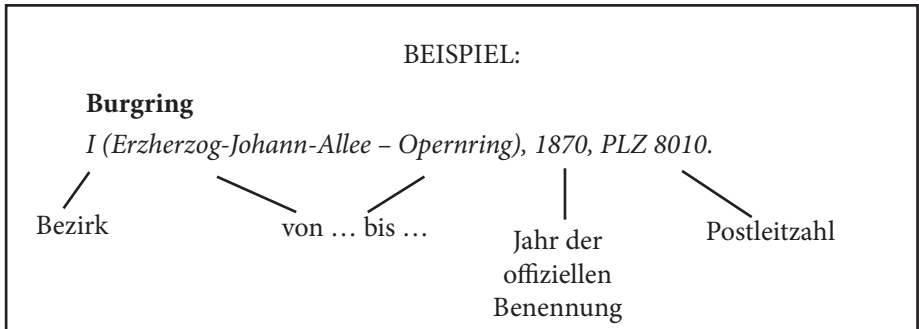 BEISPIEL:
Burgring
I (Erzherzog-Johann-Allee – Opernring), 1870, PLZ 8010.
Bezirk
von … bis …
Jahr der
offiziellen
Benennung
Postleitzahl